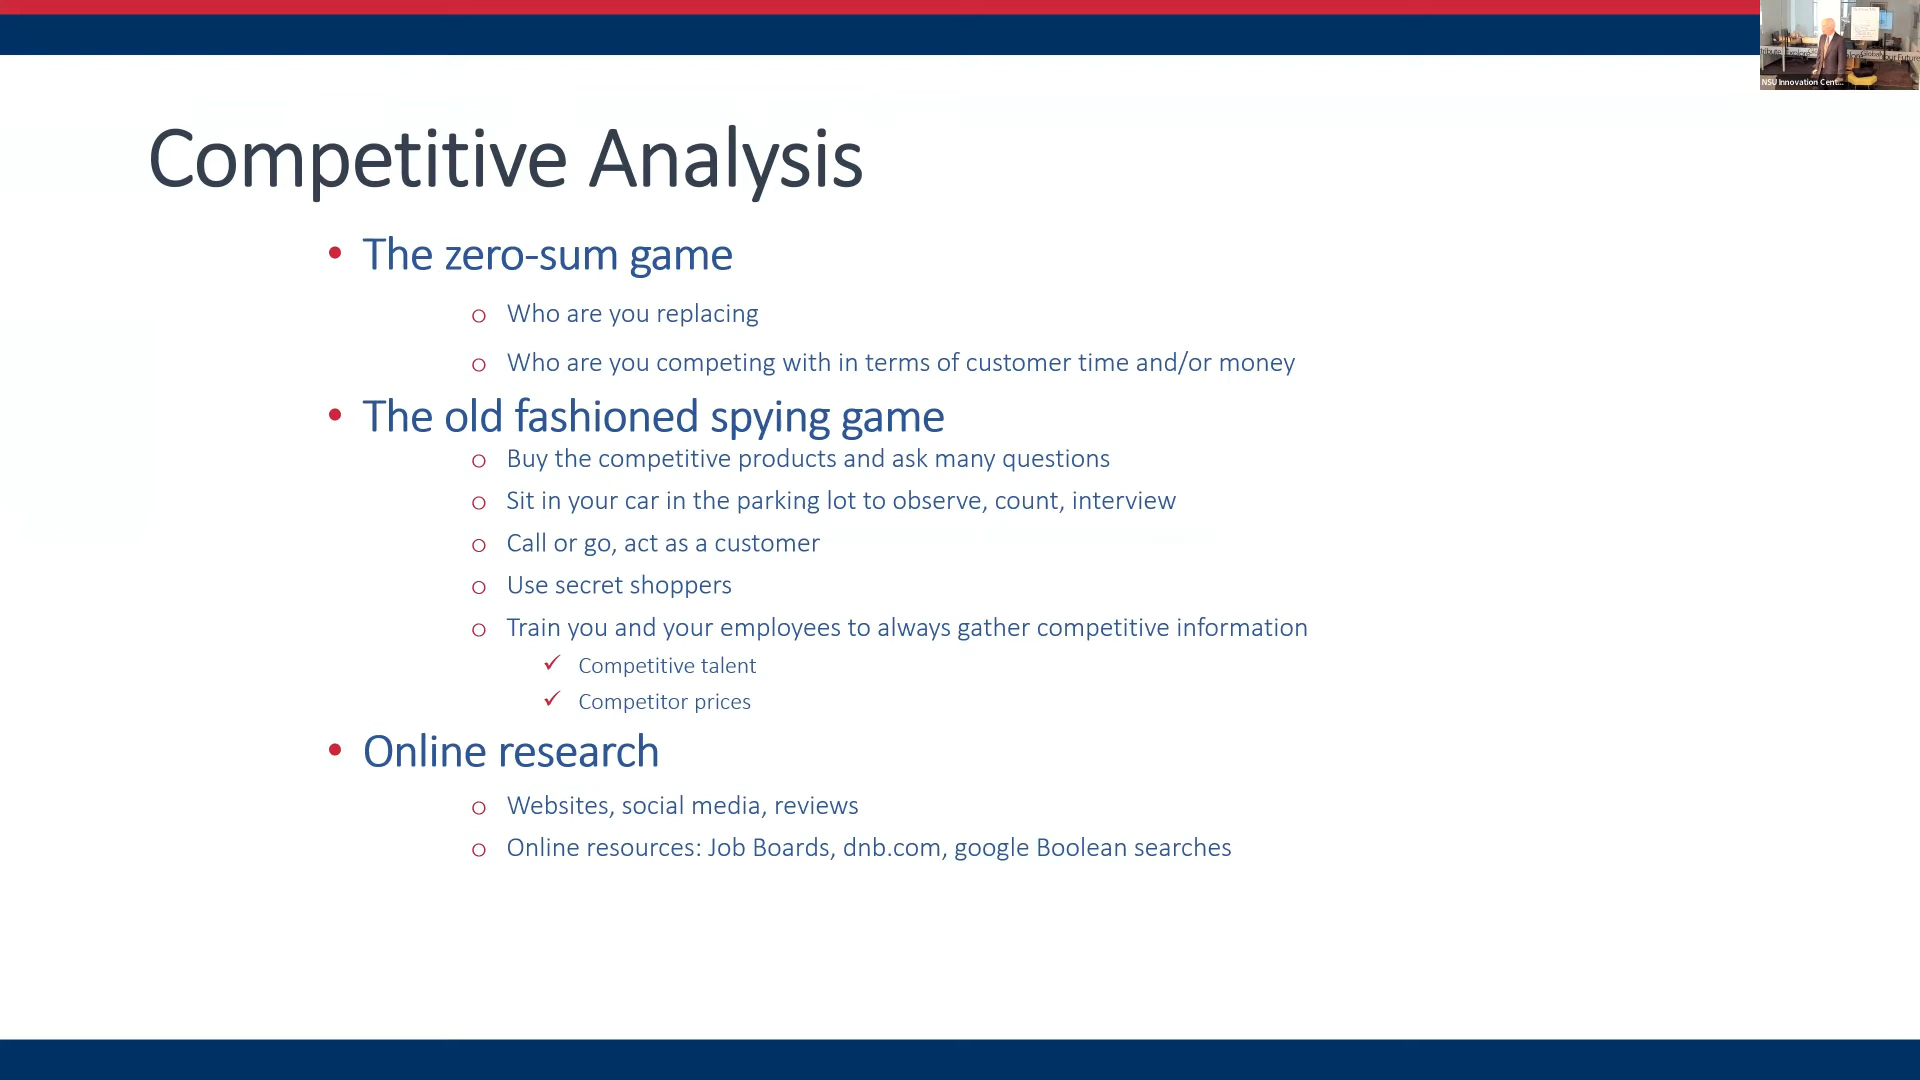 NSU Innovation Cent...
Competitive Analysis
• The zero-sum game
o Who are you replacing
o Who are you competing with in terms of customer time and/or money
• The old fashioned spying game
o Buy the competitive products and ask many questions
o Sit in your car in the parking lot to observe, count, interview
o Call or go, act as a customer
o Use secret shoppers
o Train you and your employees to always gather competitive information
✓ Competitive talent
✓ Competitor prices
• Online research
o Websites, social media, reviews
o Online resources: Job Boards, dnb.com, google Boolean searches